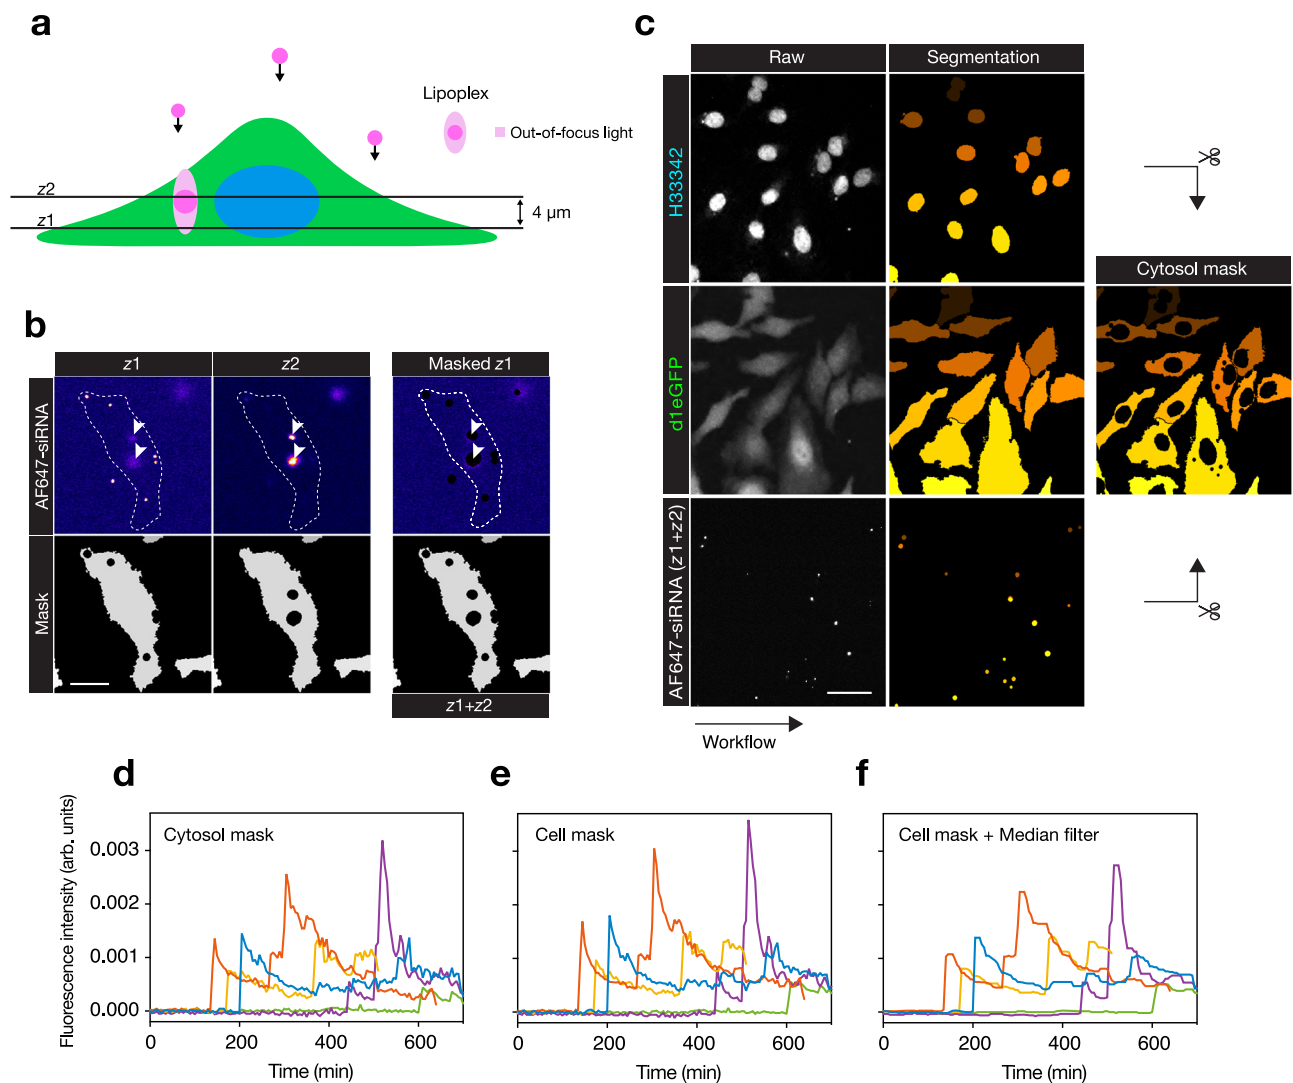 a
Lipoplex
Out-of-focus light
z2
z1
4 µm
b
z1
z2
Masked z1
AF647-siRNA
Mask
z1+z2
c
Raw
Segmentation
H33342
Cytosol mask
d1eGFP
AF647-siRNA (z1+z2)
Workflow
d
e
f
Fluorescence intensity (arb. units)
Cytosol mask
0.003
0.002
0.001
0.000
0
200
400
600
Time (min)
Cell mask
0
200
400
600
Time (min)
Cell mask + Median filter
0
200
400
600
Time (min)